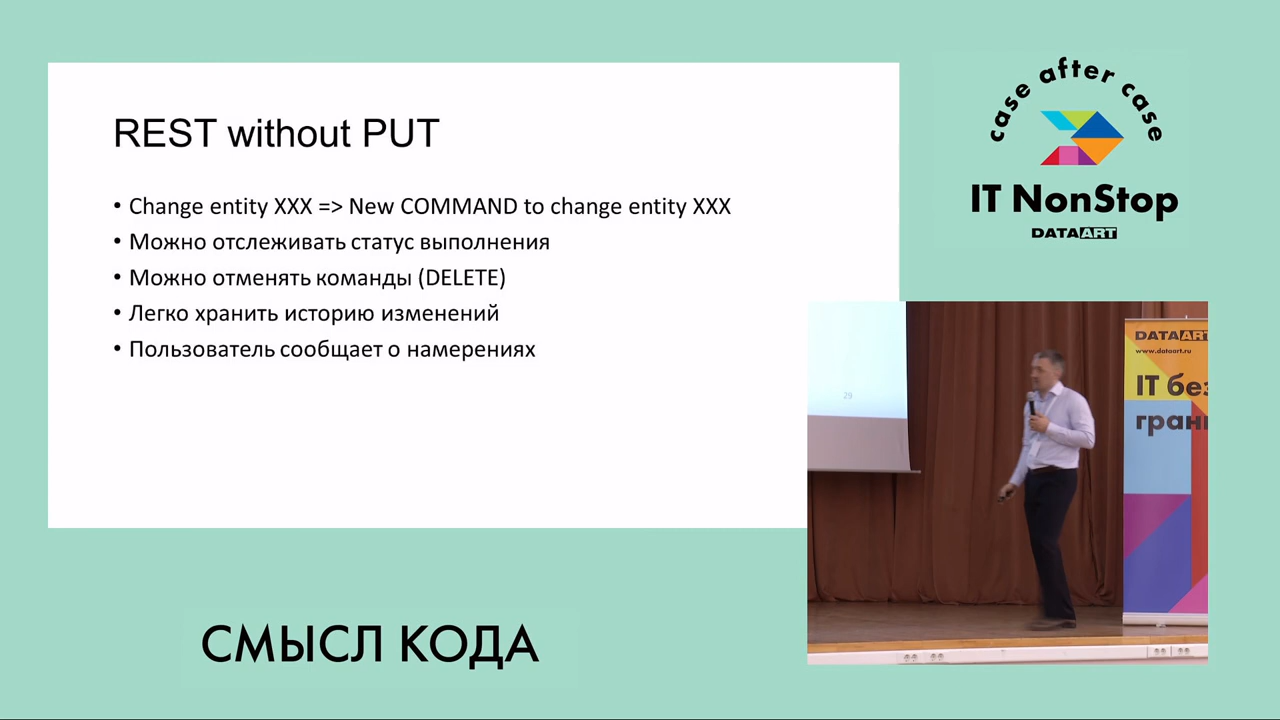 REST without PUT
• Change entity XXX => New COMMAND to change entity XXX
• Можно отслеживать статус выполнения
• Можно отменять команды (DELETE)
• Легко хранить историю изменений
• Пользователь сообщает о намерениях
case after case
IT NonStop
DATAART
29
DATAART
www.dataart.ru
IT без
грани
СМЫСЛ КОДА